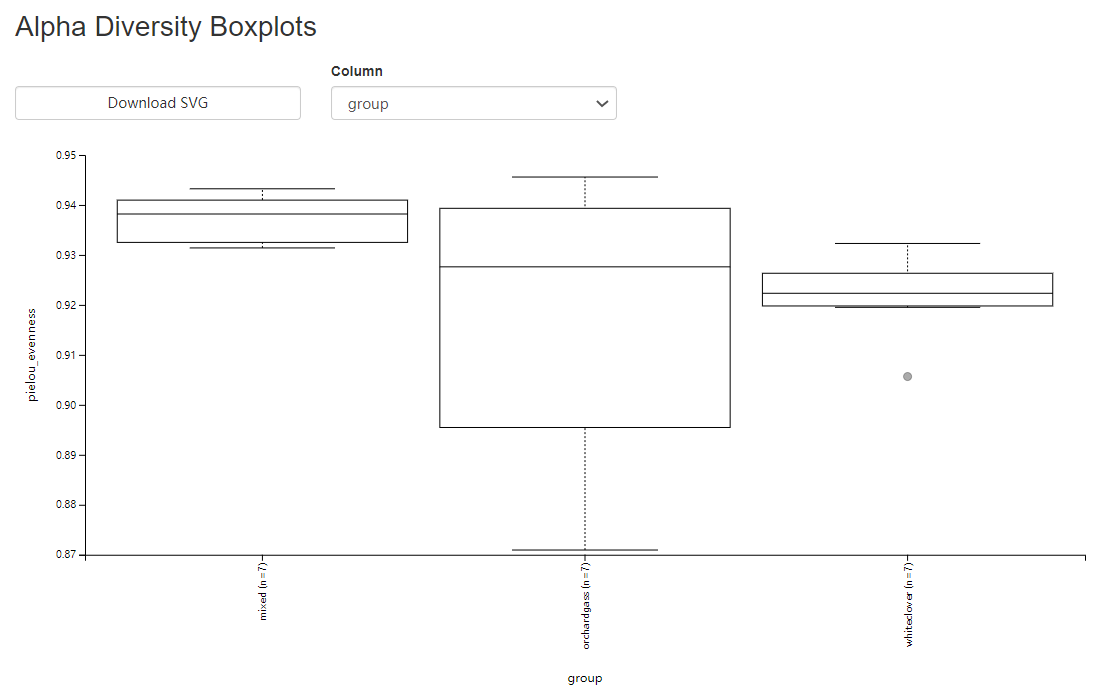 Alpha Diversity Boxplots
Column
Download SVG
group
0.95
0.94
0.93
0.92
0.91
0.90
0.89
0.88
0.87
pielou_evenness
mixed (n=7)
orchardgass (n=7)
whiteclover (n=7)
group